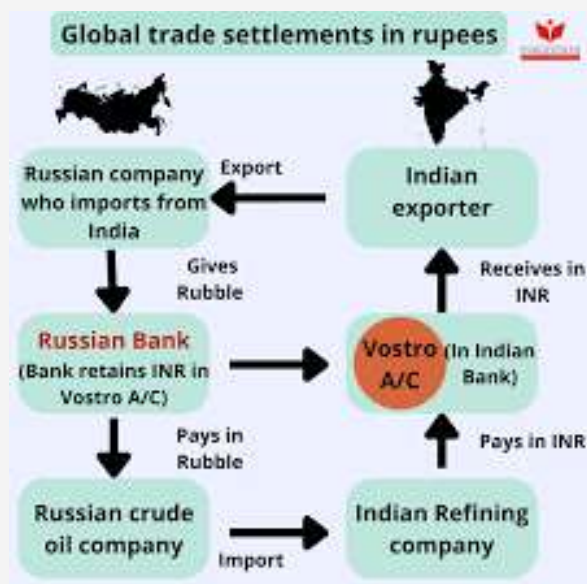 Global trade settlements in rupees
Russian company
who imports from
India
Export
Indian
exporter
Gives
Rubble
Receives in
INR
Russian Bank
(Bank retains INR in
Vostro A/C)
Vostro
A/C
(In Indian
Bank)
Pays in
Rubble
Pays in INR
Russian crude
oil company
Import
Indian Refining
company